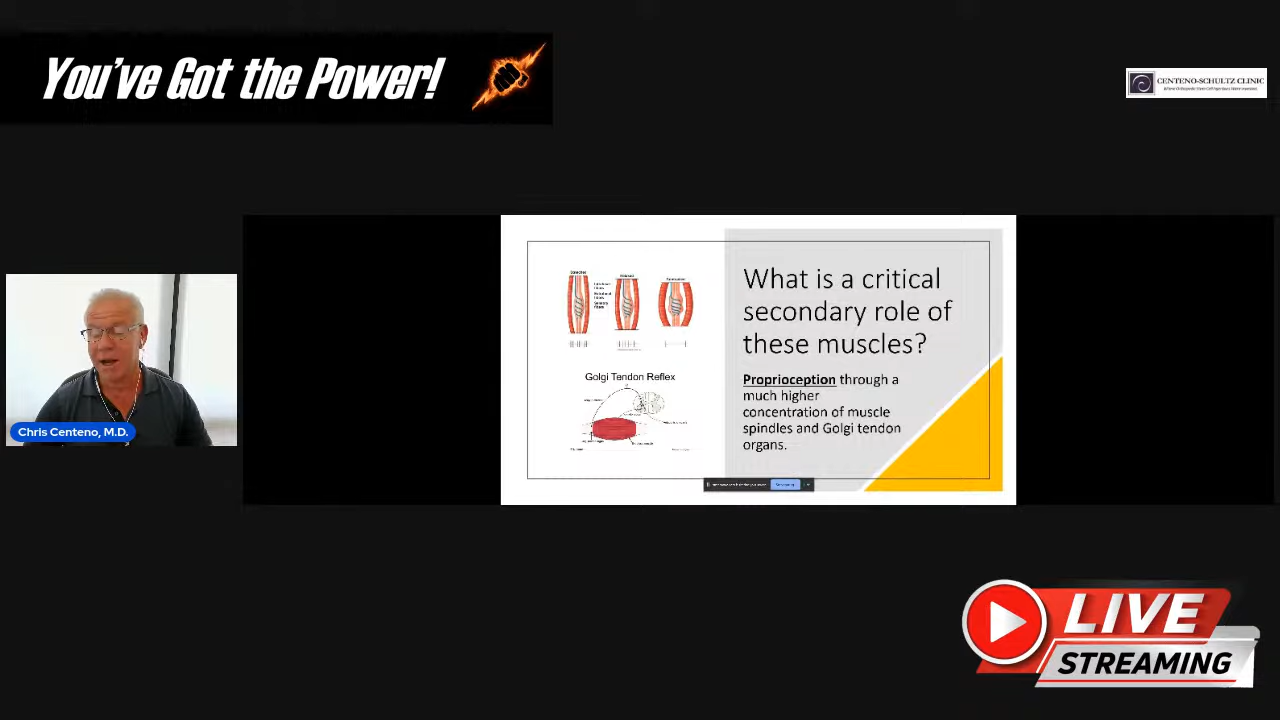 You've Got the Power!
CENTENO-SCHULTZ CLINIC
What is a critical
secondary role of
these muscles?
Golgi Tendon Reflex
Proprioception through a
much higher
concentration of muscle
spindles and Golgi tendon
organs.
Chris Centeno, M.D.
LIVE
STREAMING